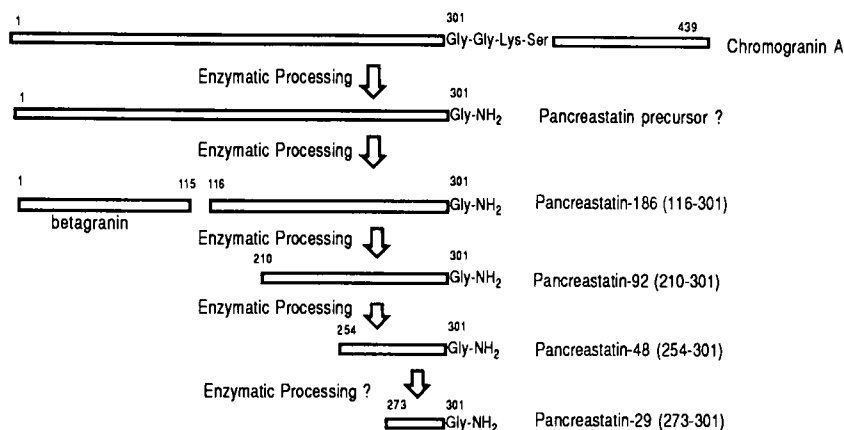 1 301 439
Gly-Gly-Lys-Ser Chromogranin A
Enzymatic Processing
1 301
Gly-NH2 Pancreastatin precursor ?
Enzymatic Processing
1 115 116 301
Gly-NH2 Pancreastatin-186 (116-301)
betagranin
Enzymatic Processing
210 301
Gly-NH2 Pancreastatin-92 (210-301)
Enzymatic Processing
254 301
Gly-NH2 Pancreastatin-48 (254-301)
Enzymatic Processing ?
273 301
Gly-NH2 Pancreastatin-29 (273-301)